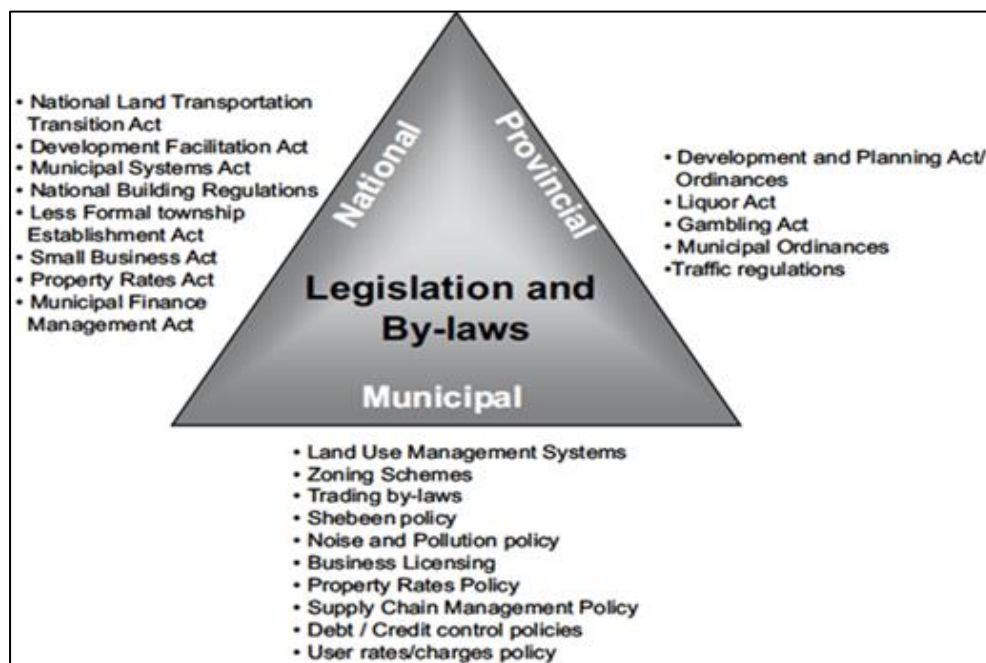 • National Land Transportation
Transition Act
• Development Facilitation Act
• Municipal Systems Act
• National Building Regulations
• Less Formal township
Establishment Act
• Small Business Act
• Property Rates Act
• Municipal Finance
Management Act
National
Provincial
• Development and Planning Act/
Ordinances
• Liquor Act
• Gambling Act
• Municipal Ordinances
•Traffic regulations
Legislation and
By-laws
Municipal
• Land Use Management Systems
• Zoning Schemes
• Trading by-laws
• Shebeen policy
• Noise and Pollution policy
• Business Licensing
• Property Rates Policy
• Supply Chain Management Policy
• Debt / Credit control policies
• User rates/charges policy